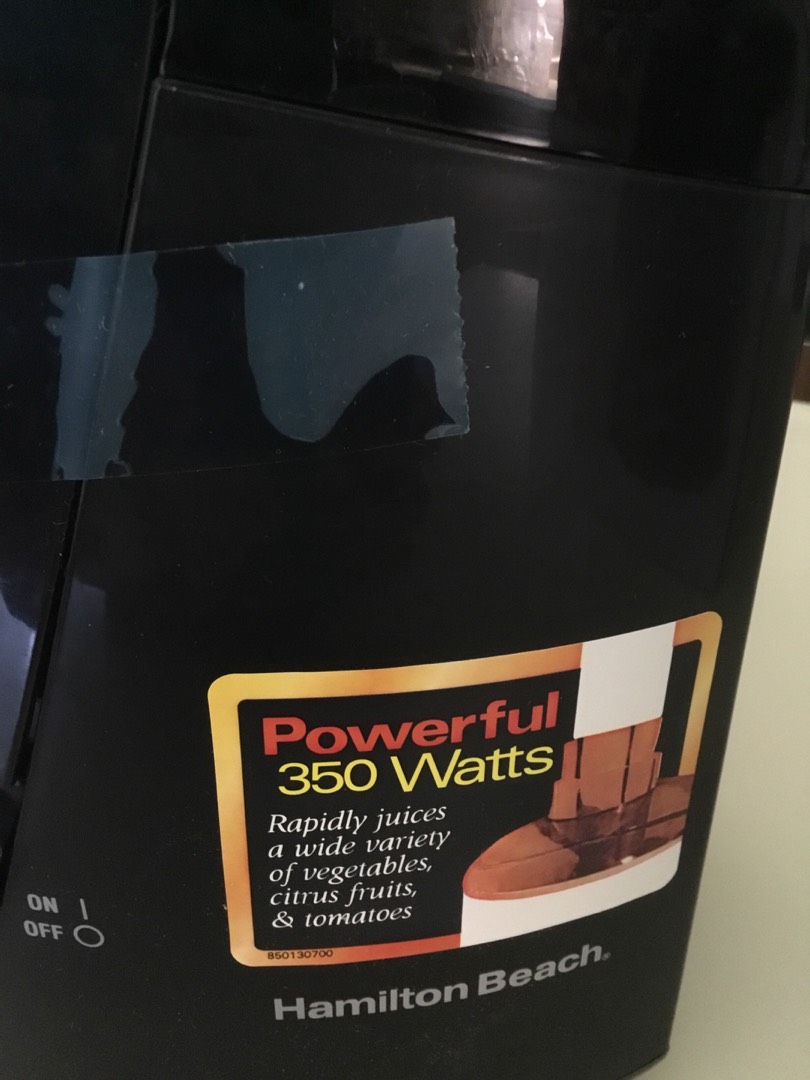 Powerful
350 Watts
Rapidly juices
a wide variety
of vegetables,
citrus fruits,
& tomatoes
850130700
ON |
OFF O
Hamilton Beach®